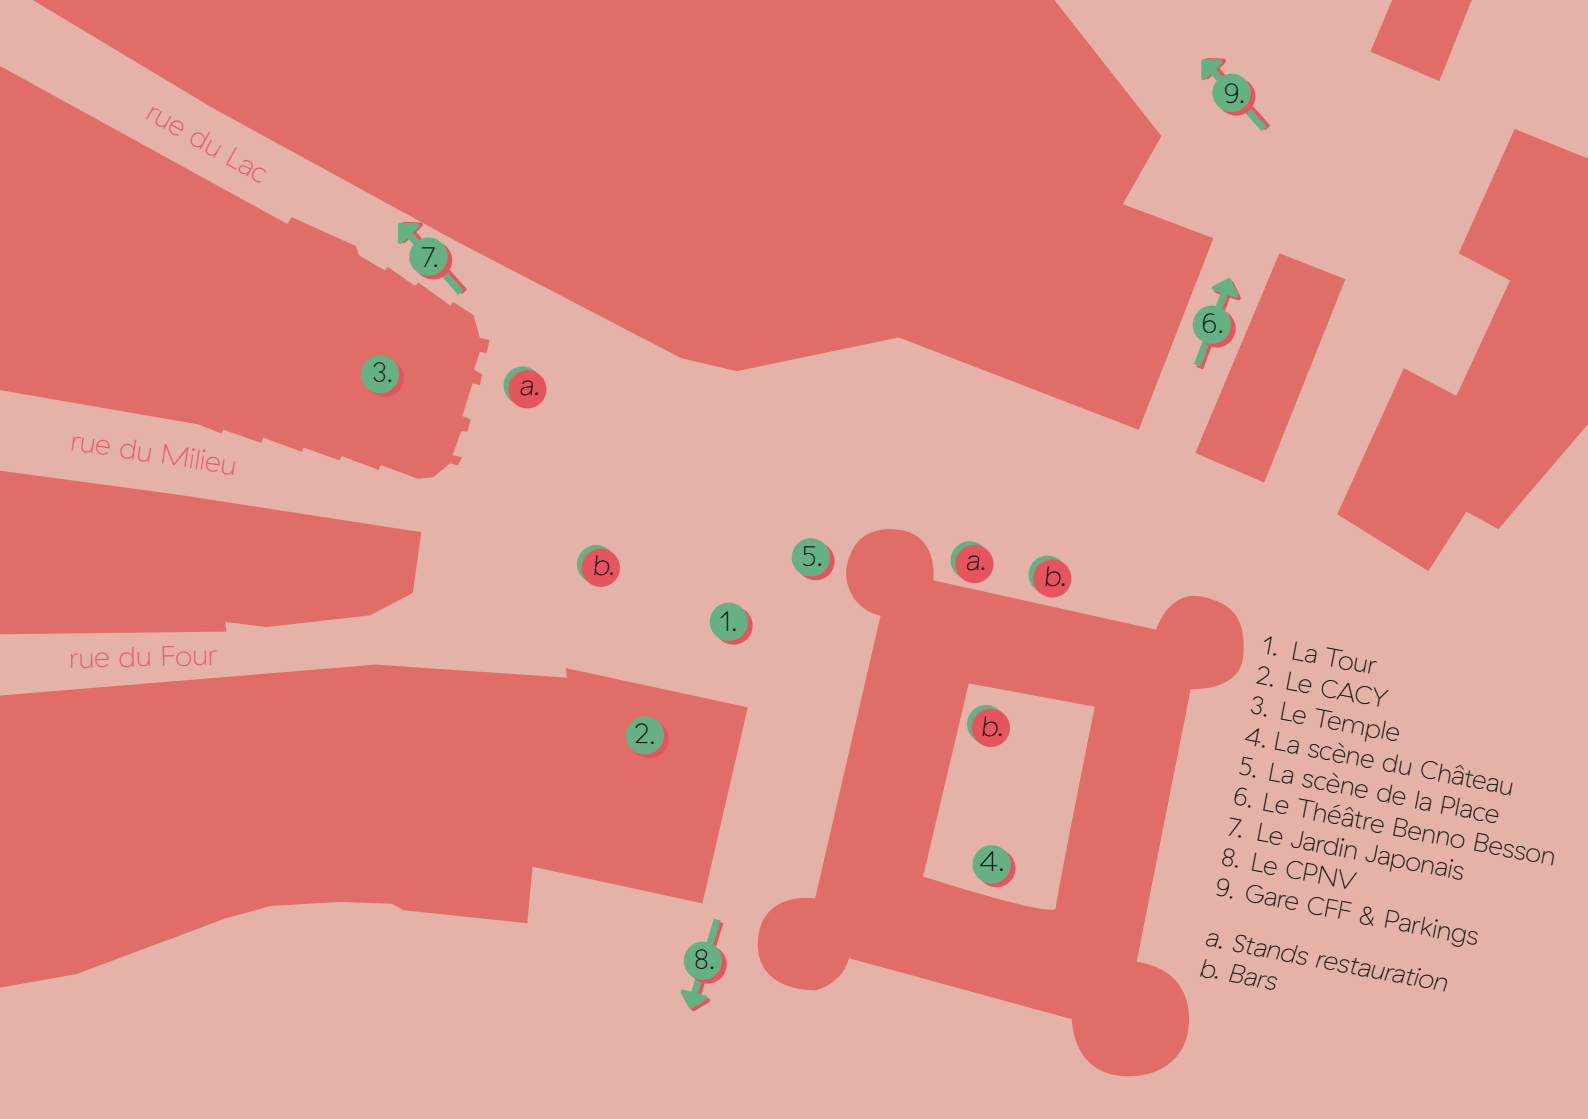 rue du Lac
9.
7.
6.
3.
a.
rue du Milieu
b.
5.
a.
b.
1.
rue du Four
2.
b.
4.
8.
1. La Tour
2. Le CACY
3. Le Temple
4. La scène du Château
5. La scène de la Place
6. Le Théâtre Benno Besson
7. Le Jardin Japonais
8. Le CPNV
9. Gare CFF & Parkings
a. Stands restauration
b. Bars